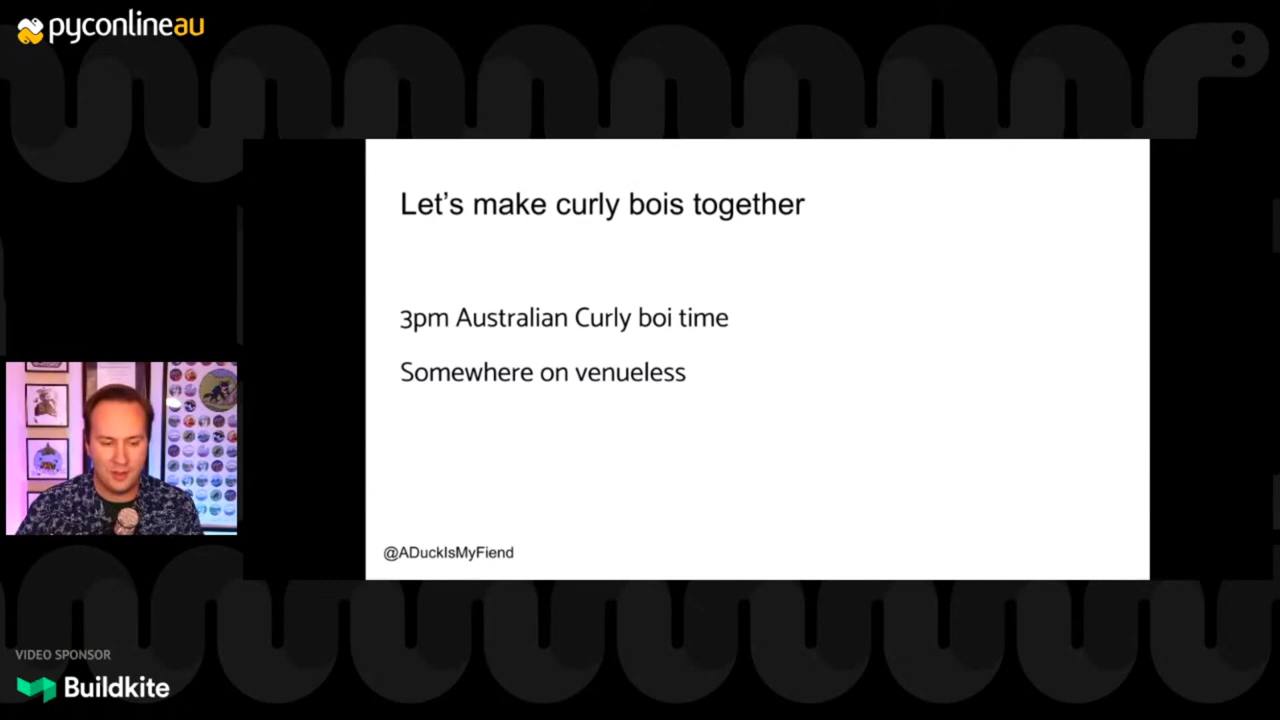 pyconlineau
Let's make curly bois together
3pm Australian Curly boi time
Somewhere on venueless
@ADuckIsMyFiend
VIDEO SPONSOR
Buildkite